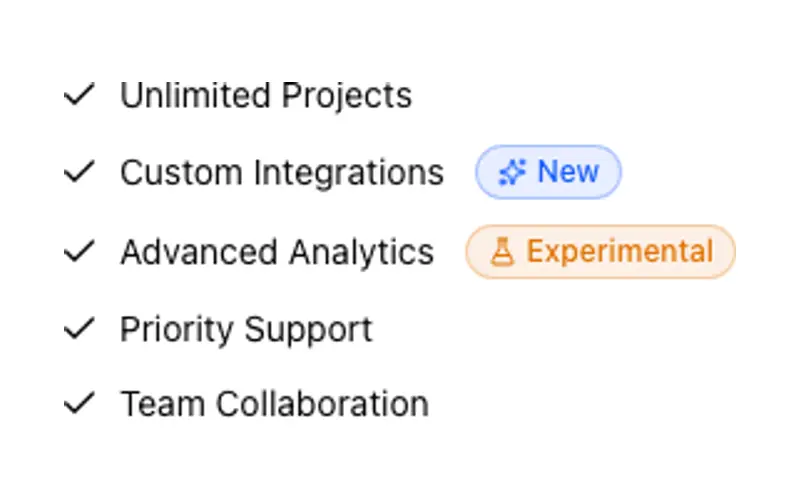 Unlimited Projects
Custom Integrations New
Advanced Analytics Experimental
Priority Support
Team Collaboration